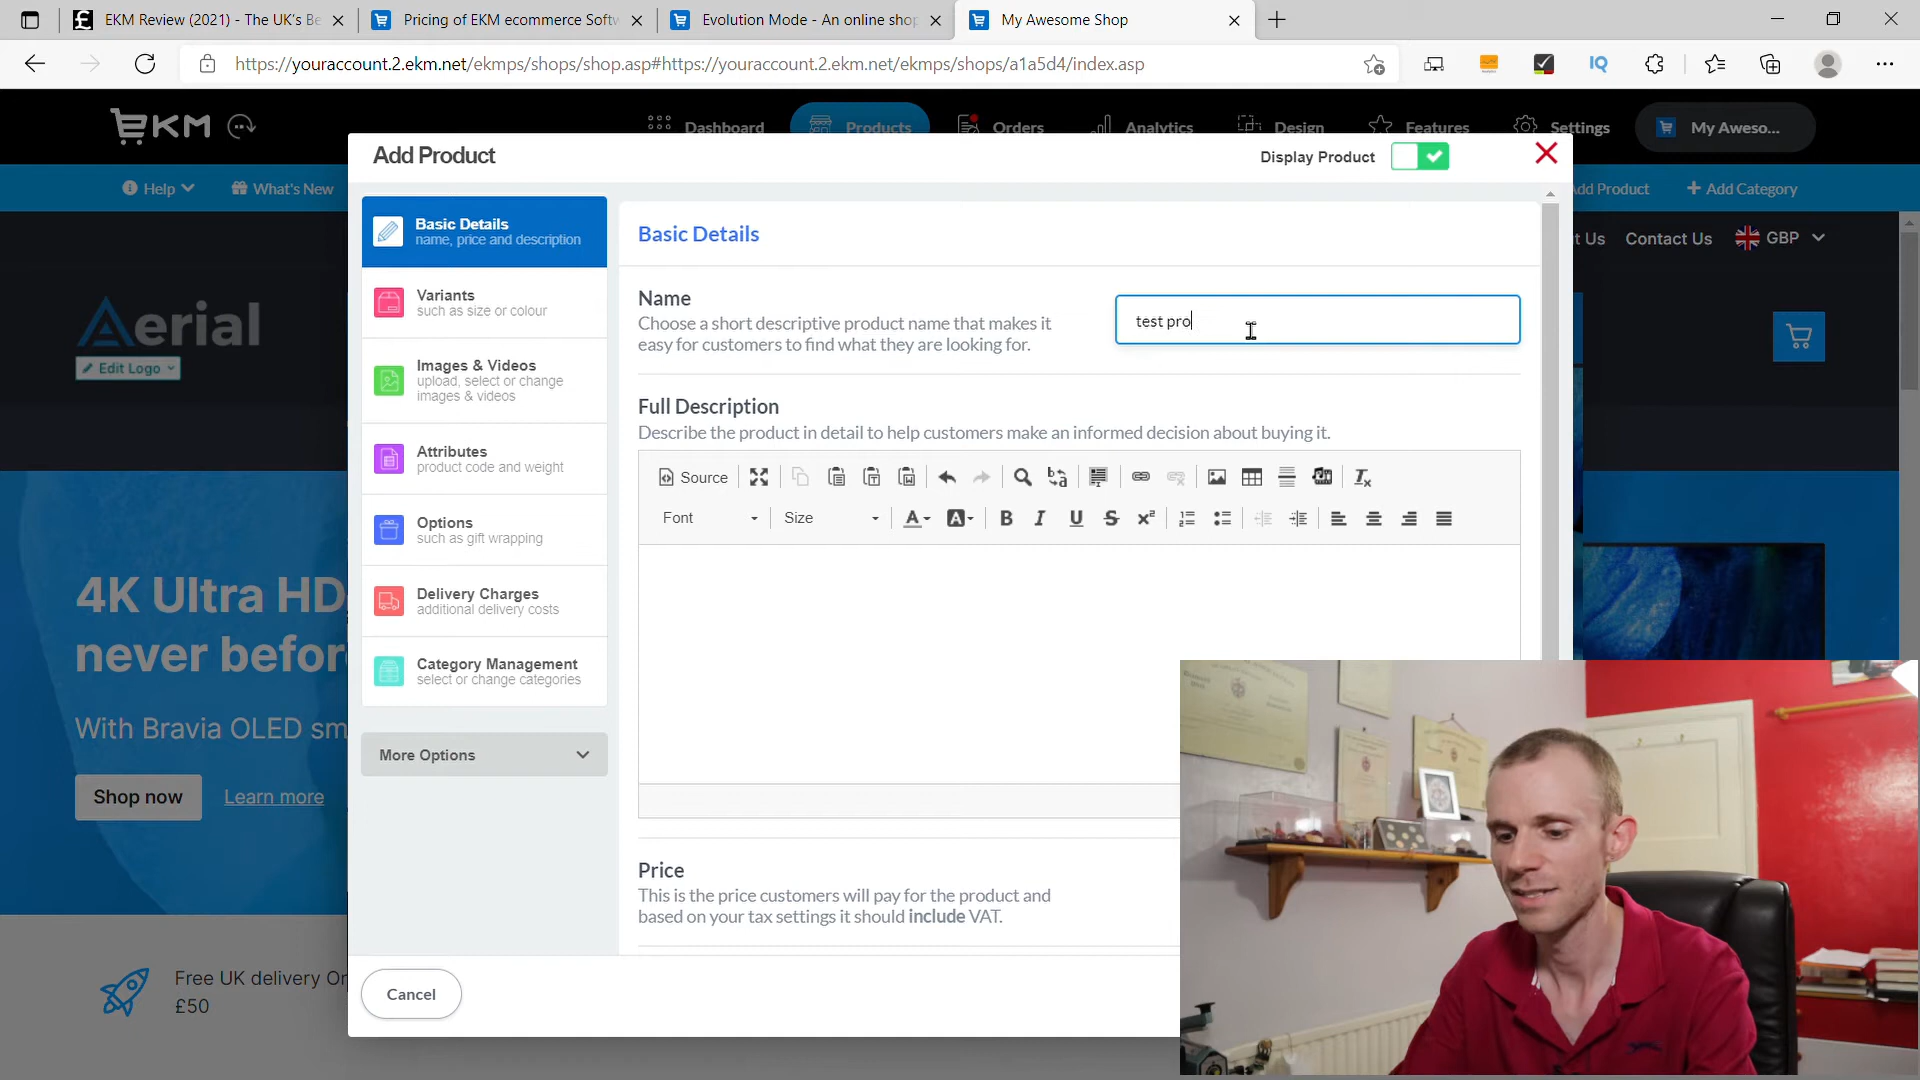 EKM Review (2021) - The UK's Be
Pricing of EKM ecommerce Softw
Evolution Mode - An online shop
My Awesome Shop
https://youraccount.2.ekm.net/ekmps/shops/shop.asp#https://youraccount.2.ekm.net/ekmps/shops/a1a5d4/index.asp
IQ
EKM
Dashboard
Products
Orders
Analytics
Design
Features
Settings
My Aweso...
Help
What's New
dd Product
+ Add Category
t Us
Contact Us
GBP
Aerial
Edit Logo
Add Product
Display Product
Basic Details
name, price and description
Variants
such as size or colour
Images & Videos
upload, select or change
images & videos
Attributes
product code and weight
Options
such as gift wrapping
Delivery Charges
additional delivery costs
Category Management
select or change categories
More Options
Basic Details
Name
Choose a short descriptive product name that makes it
easy for customers to find what they are looking for.
test pro
Full Description
Describe the product in detail to help customers make an informed decision about buying it.
Source
Font
Size
Price
This is the price customers will pay for the product and
based on your tax settings it should include VAT.
Cancel
4K Ultra HD
never befor
With Bravia OLED sm
Shop now
Learn more
Free UK delivery Or
£50